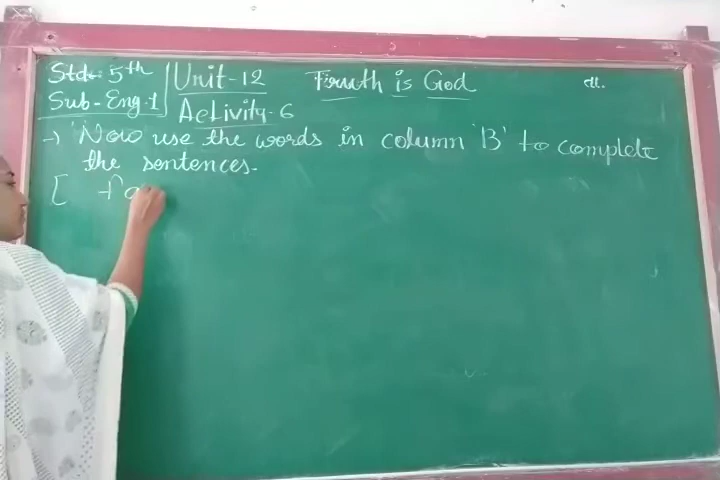 Std- 5th
Sub- Eng-1
Unit-12
Activity-6
Truth is God
dt.
→ Now use the words in column 'B' to complete
the sentences.
[ fa